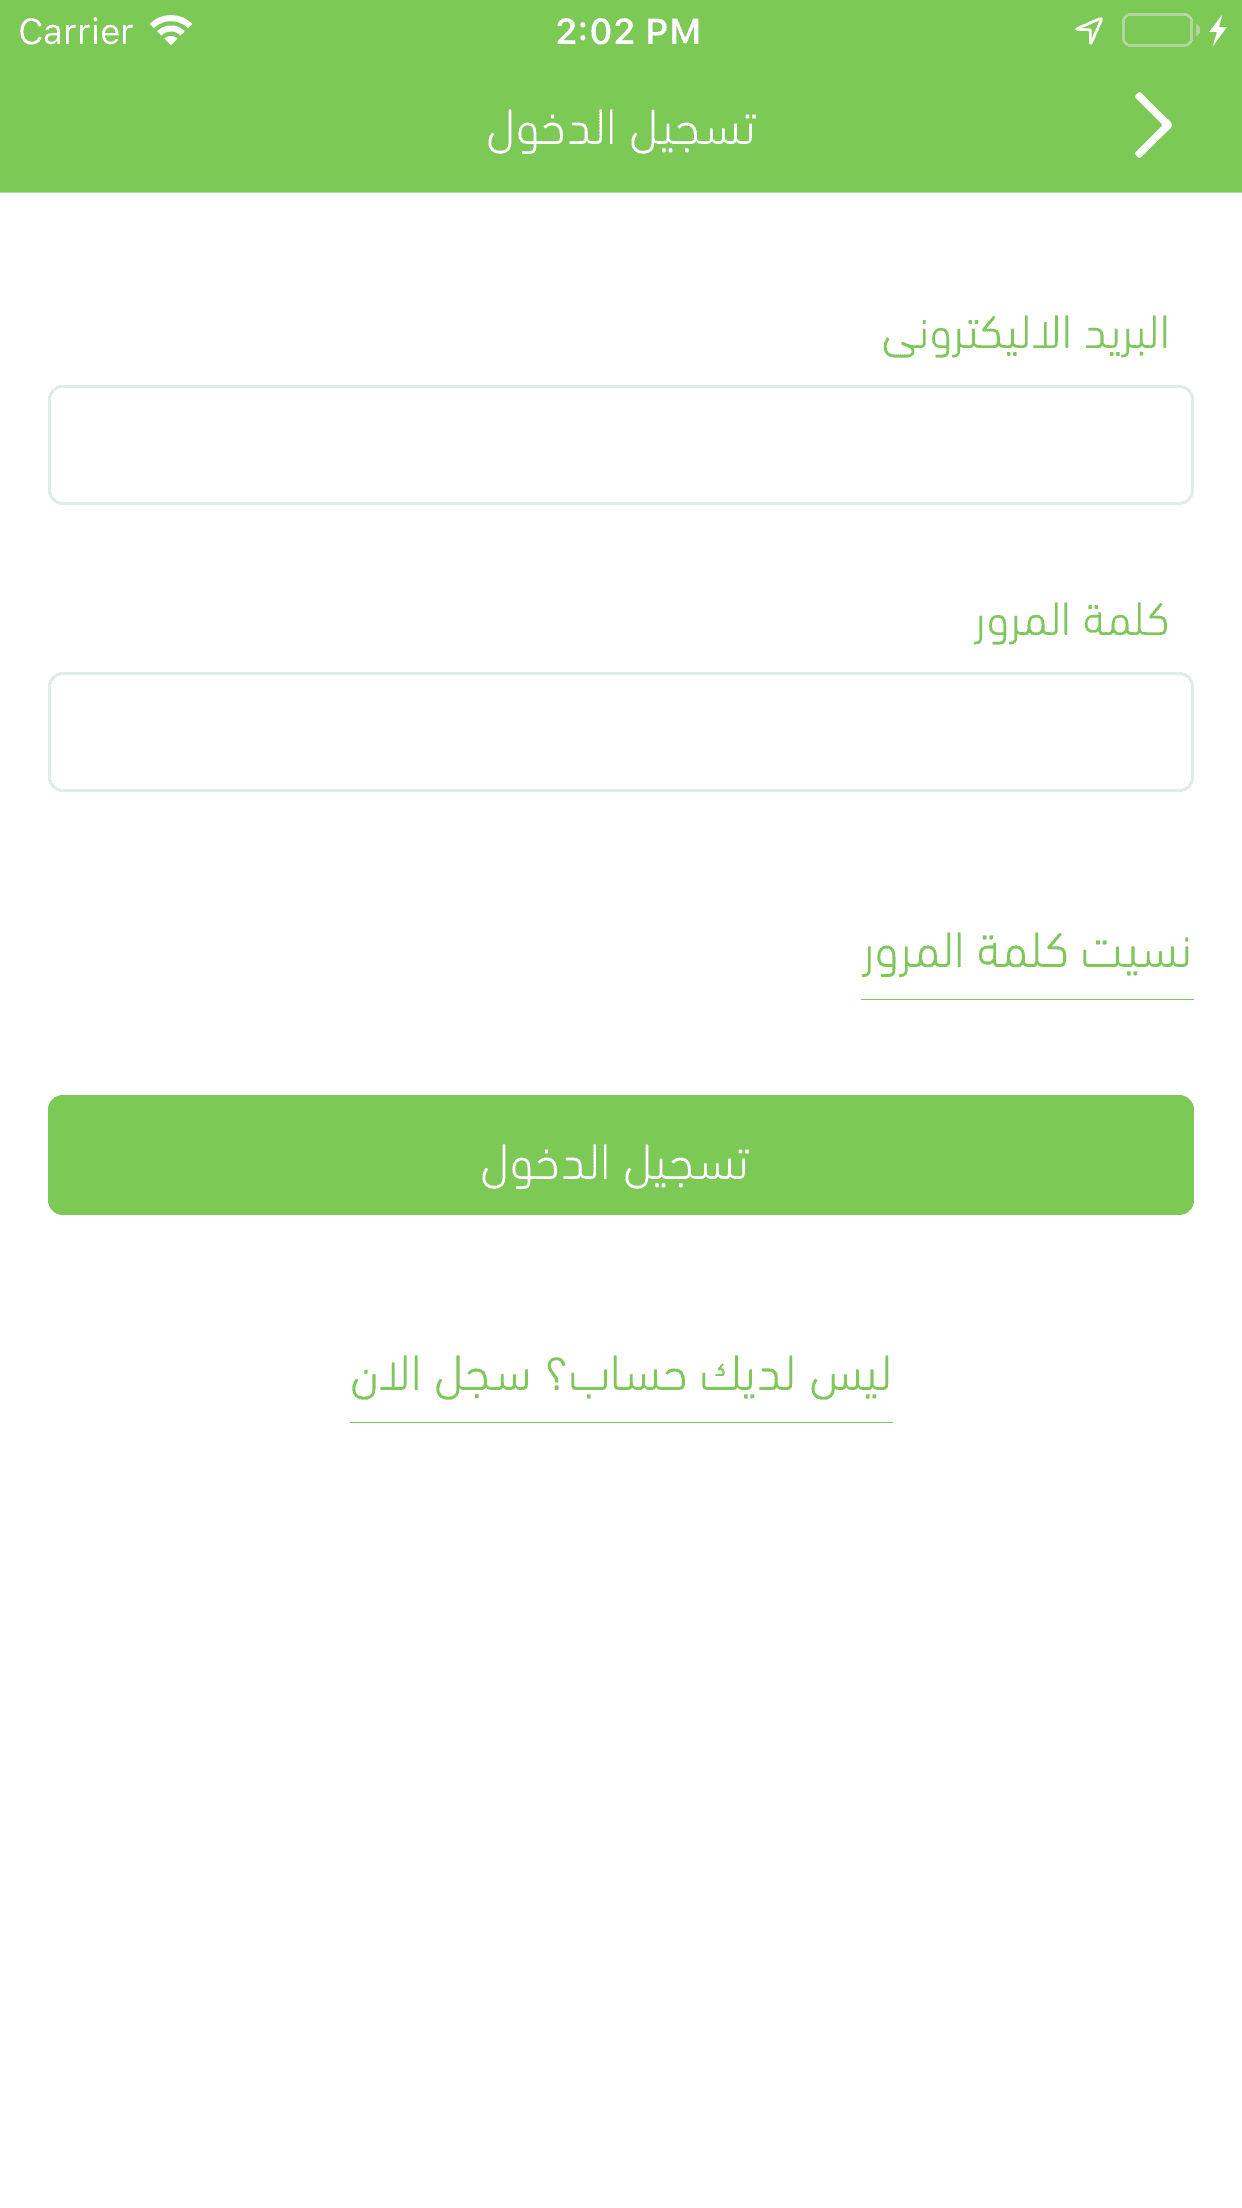 Carrier 2:02 PM
تسجيل الدخول
البريد الاليكترونى
كلمة المرور
نسيت كلمة المرور
تسجيل الدخول
ليس لديك حساب؟ سجل الان